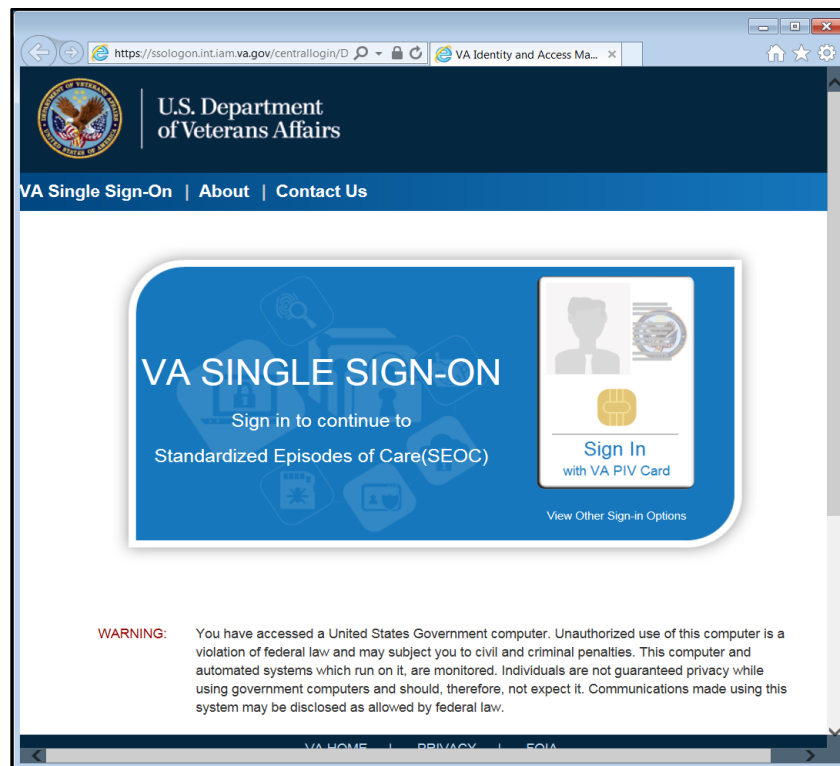 https://ssologon.int.iam.va.gov/centrallogin/D
VA Identity and Access Ma...
U.S. Department
of Veterans Affairs
VA Single Sign-On | About | Contact Us
VA SINGLE SIGN-ON
Sign in to continue to
Standardized Episodes of Care(SEOC)
Sign In
with VA PIV Card
View Other Sign-in Options
WARNING: You have accessed a United States Government computer. Unauthorized use of this computer is a
violation of federal law and may subject you to civil and criminal penalties. This computer and
automated systems which run on it, are monitored. Individuals are not guaranteed privacy while
using government computers and should, therefore, not expect it. Communications made using this
system may be disclosed as allowed by federal law.
VA HOME | PRIVACY | FOIA